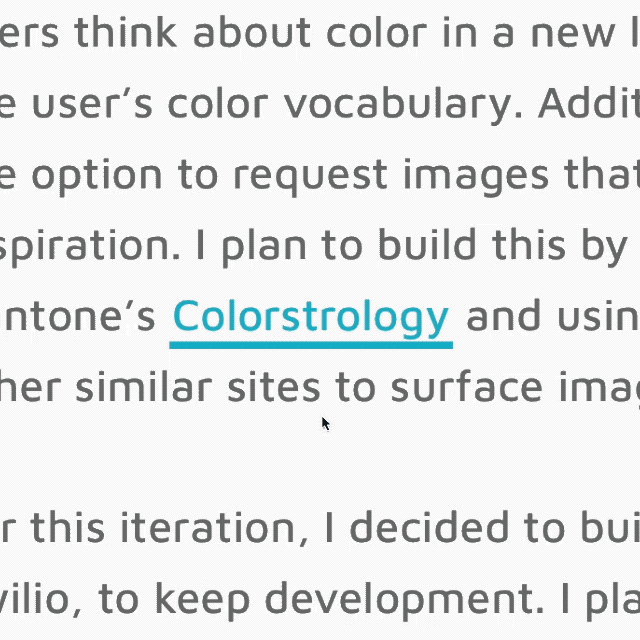 ers think about color in a new l
e user’s color vocabulary. Addit
e option to request images that
spiration. I plan to build this by
ntone’s Colorstrology and usin
her similar sites to surface imag
r this iteration, I decided to bui
vilio, to keep development. I pla